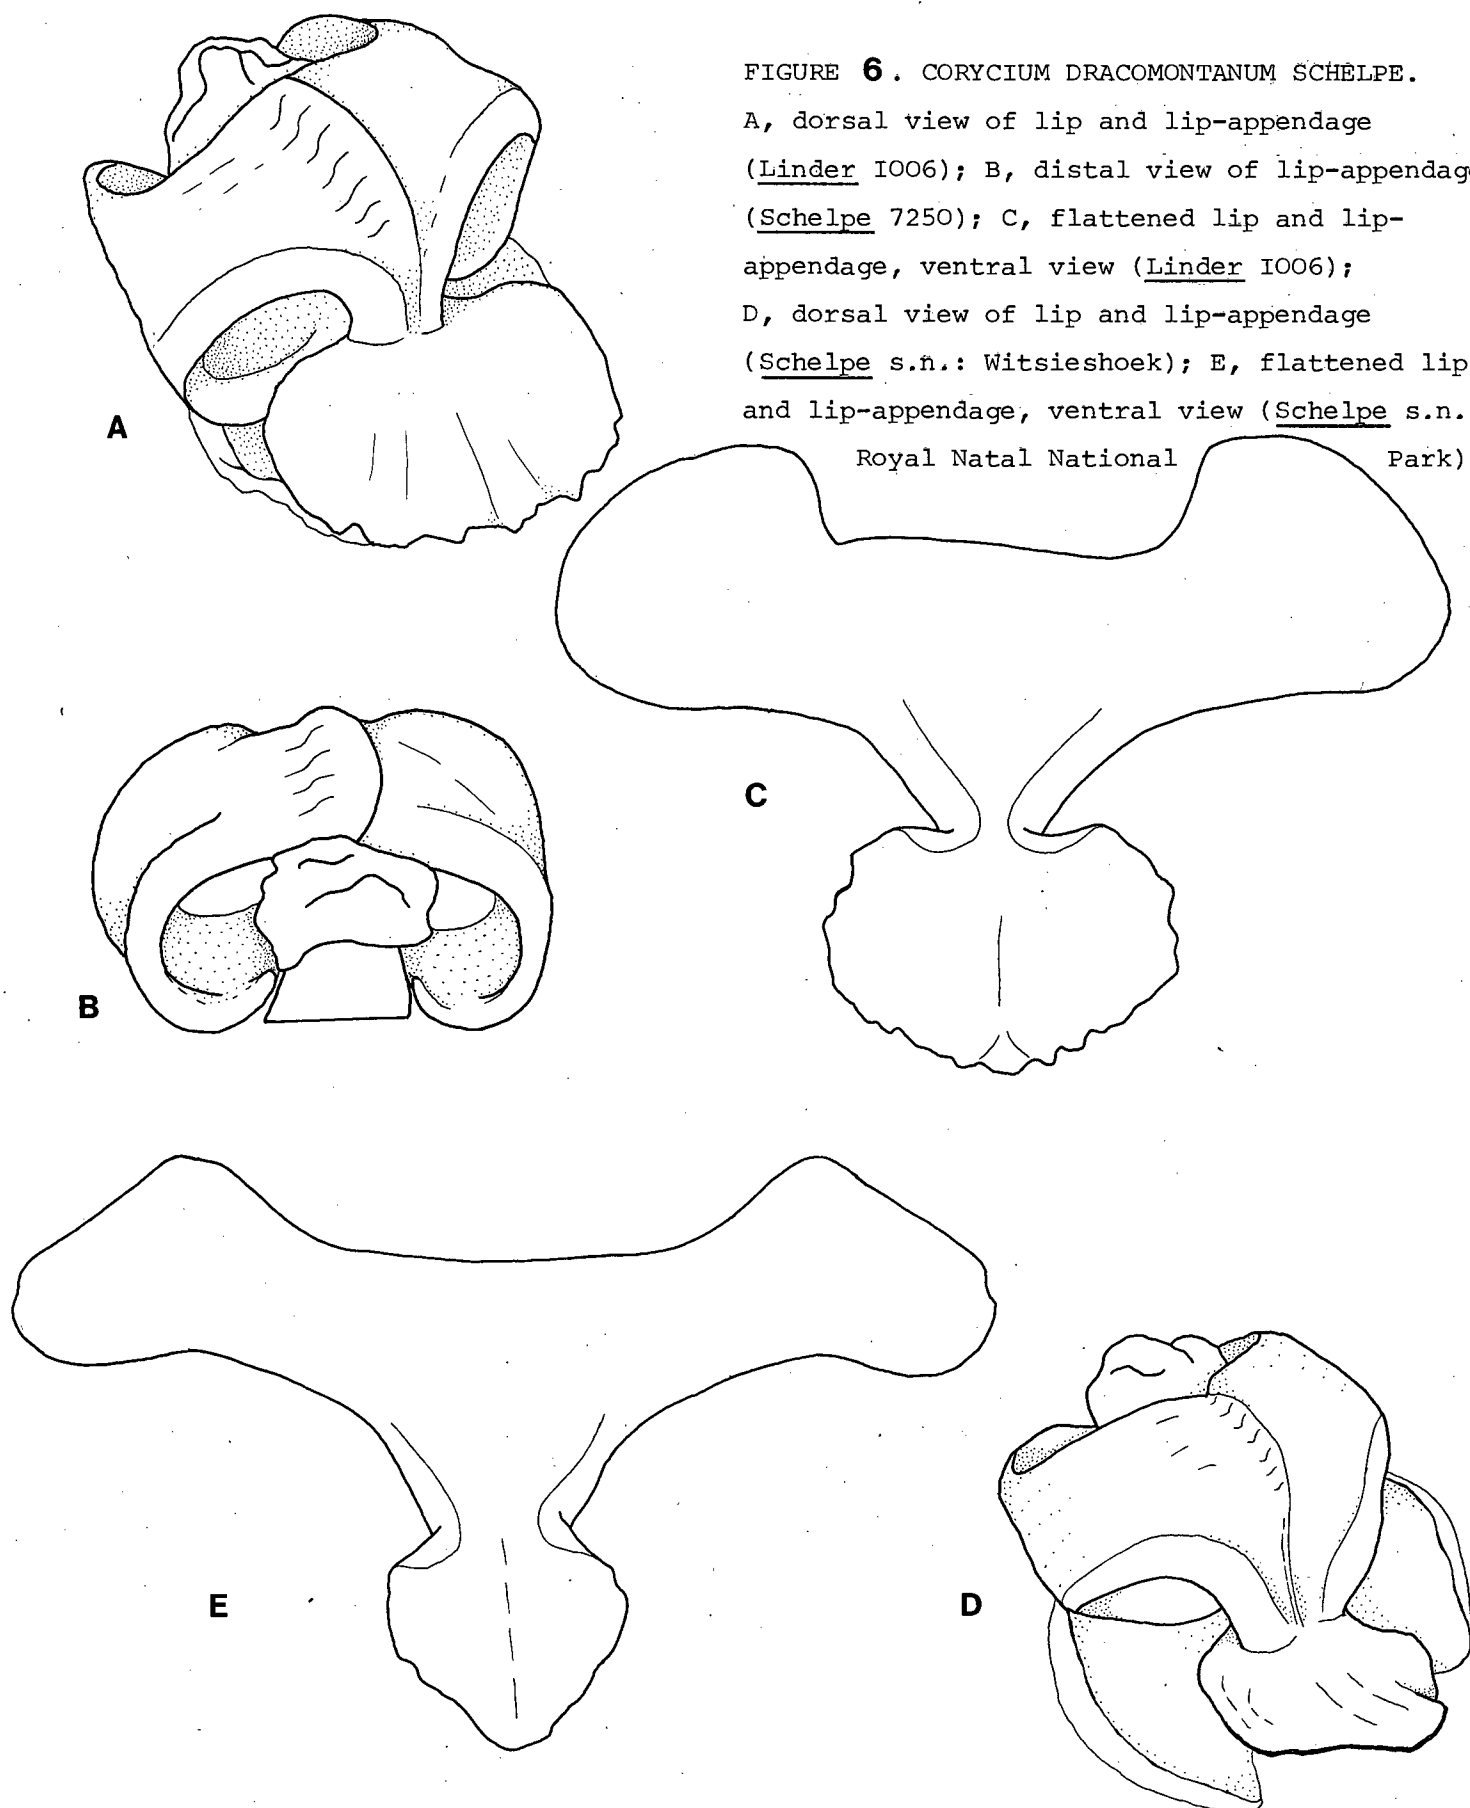 FIGURE 6. CORYCIUM DRACOMONTANUM SCHELPE.
A, dorsal view of lip and lip-appendage
(Linder I006); B, distal view of lip-appendag
(Schelpe 7250); C, flattened lip and lip-
appendage, ventral view (Linder I006);
D, dorsal view of lip and lip-appendage
(Schelpe s.n.: Witsieshoek); E, flattened lip
and lip-appendage, ventral view (Schelpe s.n.
Royal Natal National Park)
A
C
B
E
D